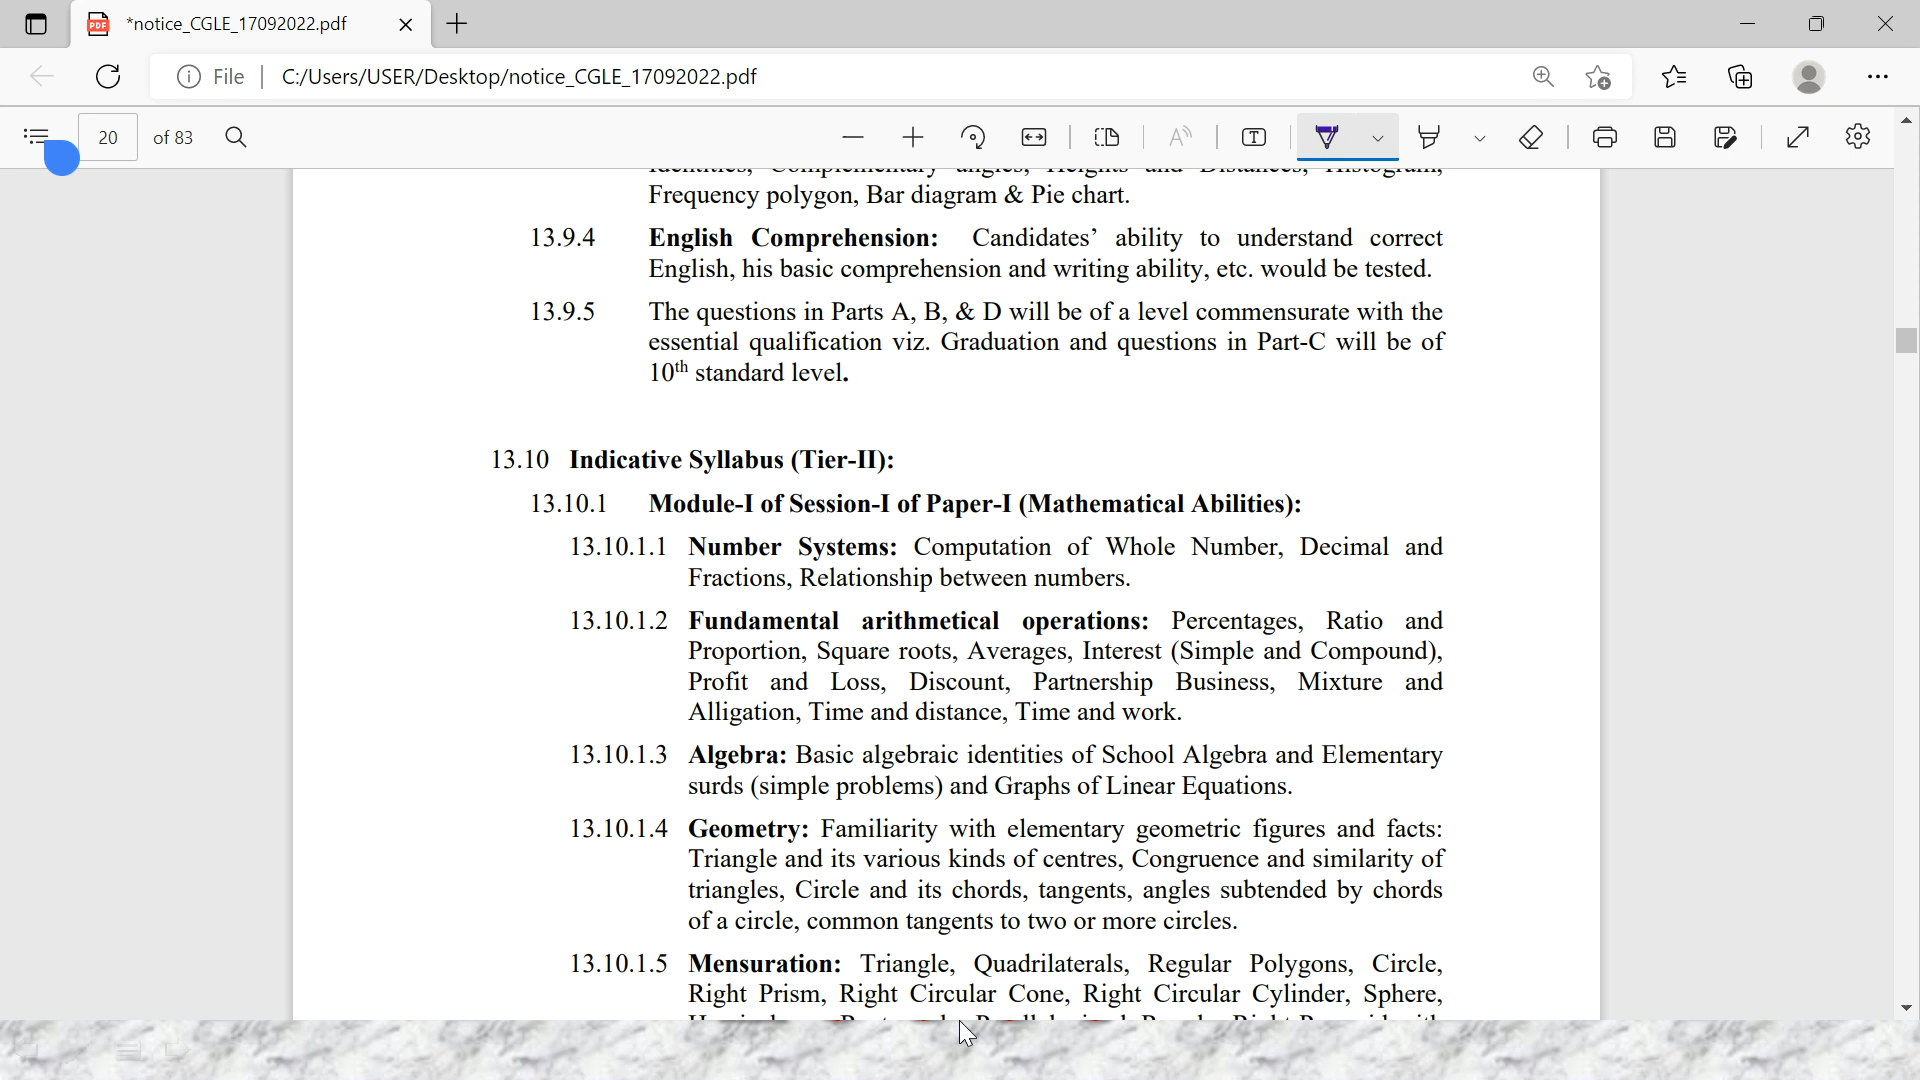 *notice_CGLE_17092022.pdf
File
C:/Users/USER/Desktop/notice_CGLE_17092022.pdf
20 of 83
Frequency polygon, Bar diagram & Pie chart.
13.9.4 English Comprehension: Candidates’ ability to understand correct
English, his basic comprehension and writing ability, etc. would be tested.
13.9.5 The questions in Parts A, B, & D will be of a level commensurate with the
essential qualification viz. Graduation and questions in Part-C will be of
10th standard level.
13.10 Indicative Syllabus (Tier-II):
13.10.1 Module-I of Session-I of Paper-I (Mathematical Abilities):
13.10.1.1 Number Systems: Computation of Whole Number, Decimal and
Fractions, Relationship between numbers.
13.10.1.2 Fundamental arithmetical operations: Percentages, Ratio and
Proportion, Square roots, Averages, Interest (Simple and Compound),
Profit and Loss, Discount, Partnership Business, Mixture and
Alligation, Time and distance, Time and work.
13.10.1.3 Algebra: Basic algebraic identities of School Algebra and Elementary
surds (simple problems) and Graphs of Linear Equations.
13.10.1.4 Geometry: Familiarity with elementary geometric figures and facts:
Triangle and its various kinds of centres, Congruence and similarity of
triangles, Circle and its chords, tangents, angles subtended by chords
of a circle, common tangents to two or more circles.
13.10.1.5 Mensuration: Triangle, Quadrilaterals, Regular Polygons, Circle,
Right Prism, Right Circular Cone, Right Circular Cylinder, Sphere,